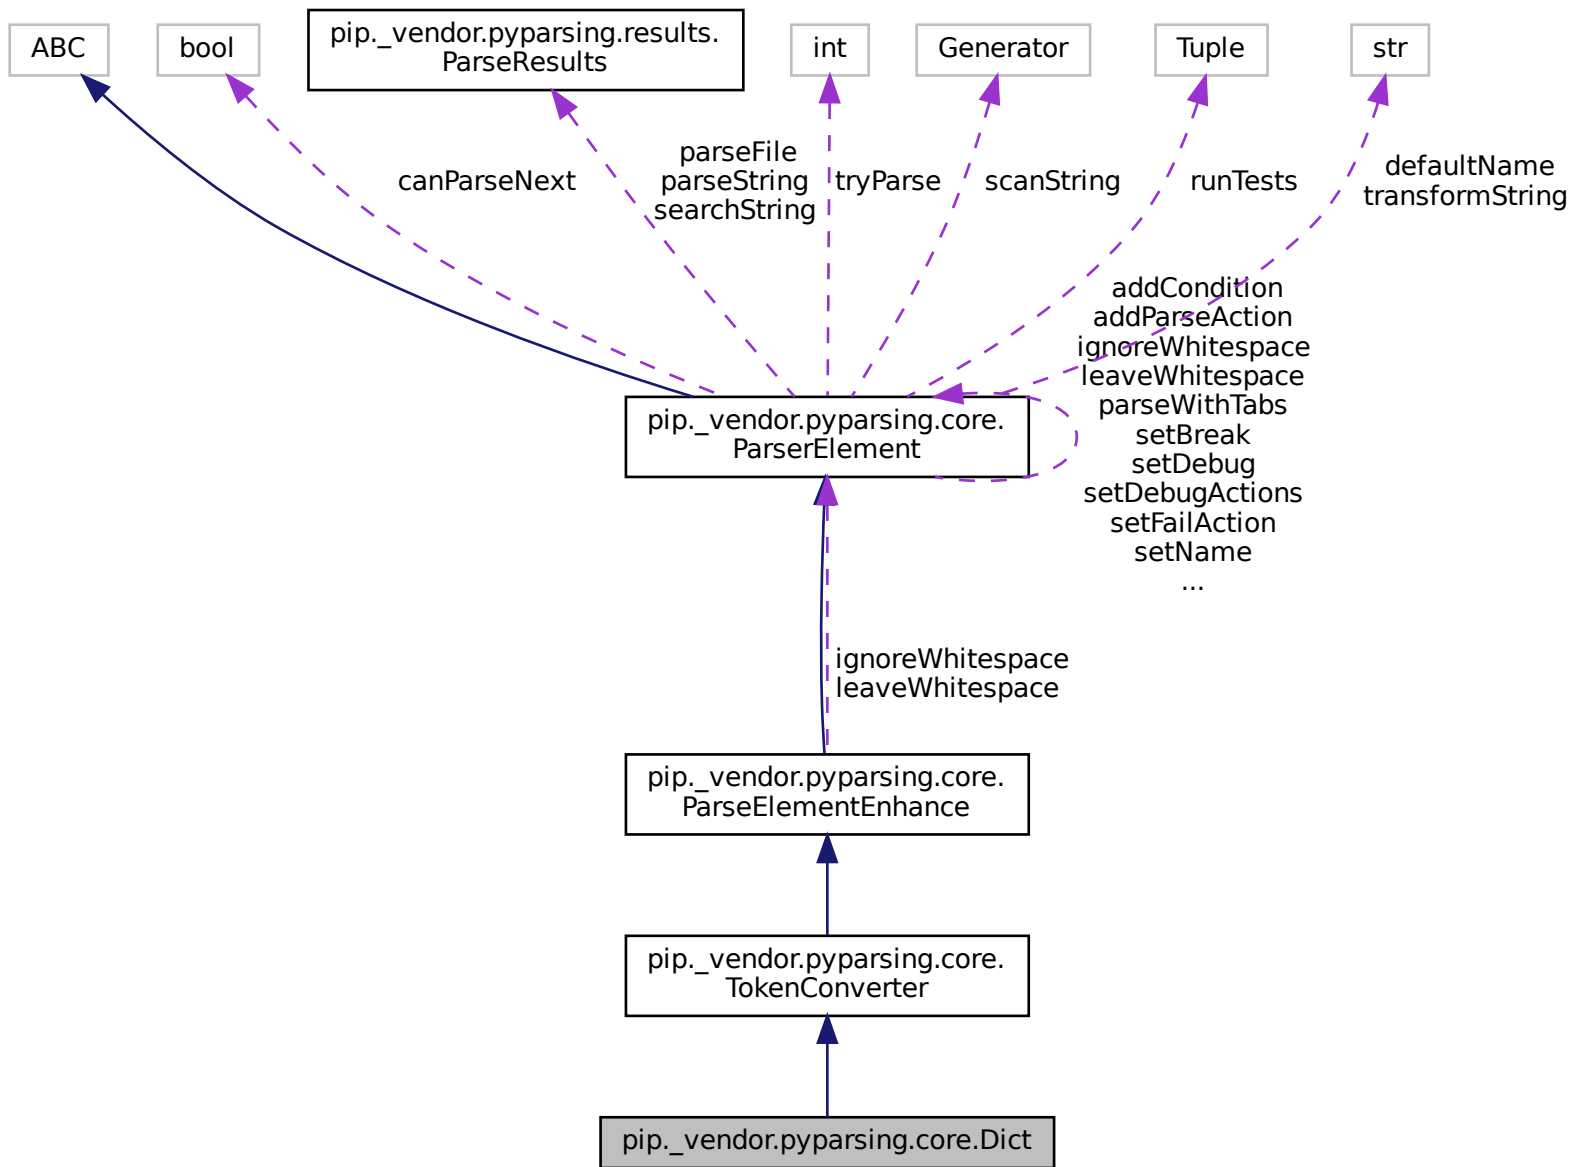 ABC
bool
pip._vendor.pyparsing.results.
ParseResults
int
Generator
Tuple
str
canParseNext
parseFile
parseString
searchString
tryParse
scanString
runTests
defaultName
transformString
addCondition
addParseAction
ignoreWhitespace
leaveWhitespace
parseWithTabs
setBreak
setDebug
setDebugActions
setFailAction
setName
...
pip._vendor.pyparsing.core.
ParserElement
ignoreWhitespace
leaveWhitespace
pip._vendor.pyparsing.core.
ParseElementEnhance
pip._vendor.pyparsing.core.
TokenConverter
pip._vendor.pyparsing.core.Dict